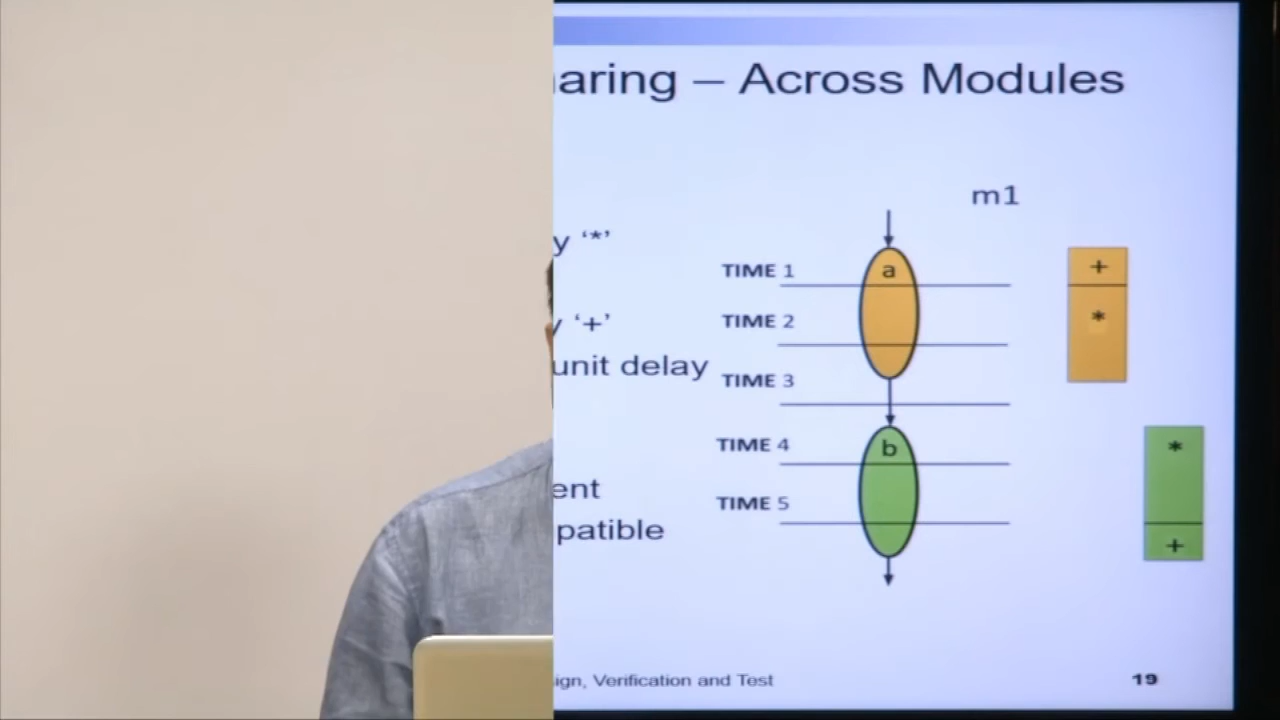 haring – Across Modules
m1
y ‘*’
TIME 1
a
+
y ‘+’
TIME 2
*
unit delay
TIME 3
TIME 4
b
*
ent
TIME 5
patible
+
ign, Verification and Test
19